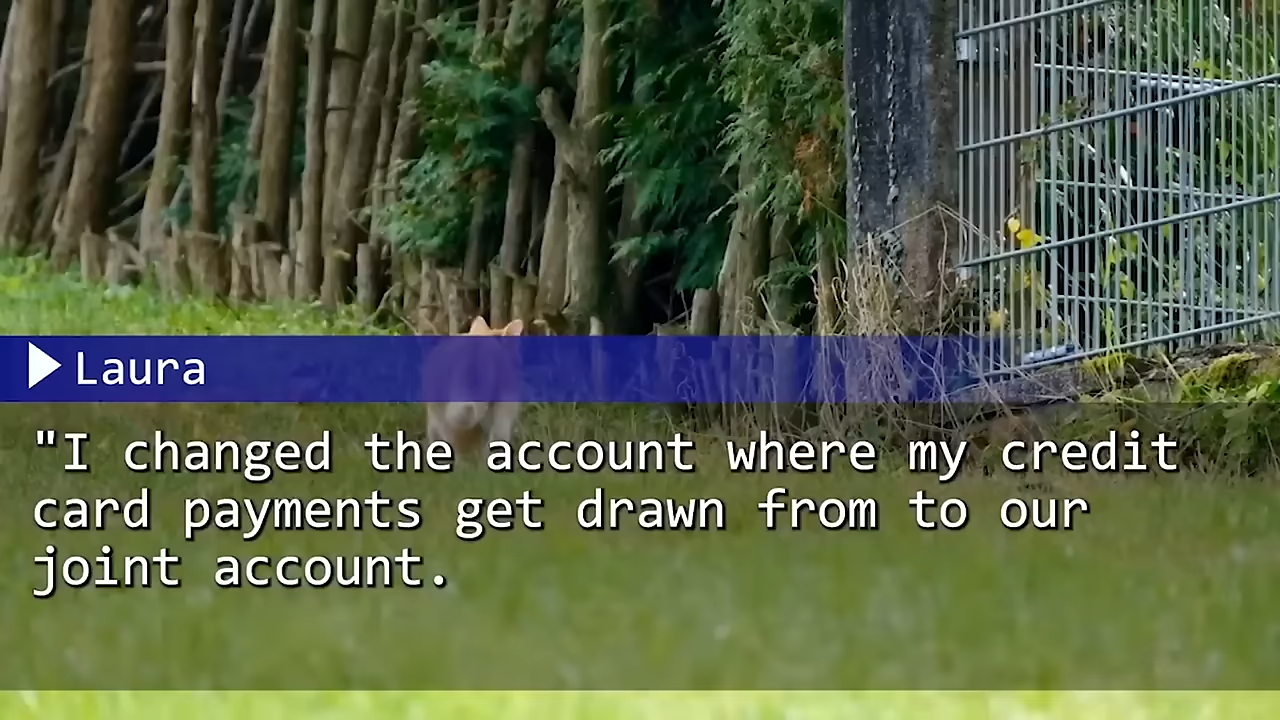 Laura
"I changed the account where my credit
card payments get drawn from to our
joint account.